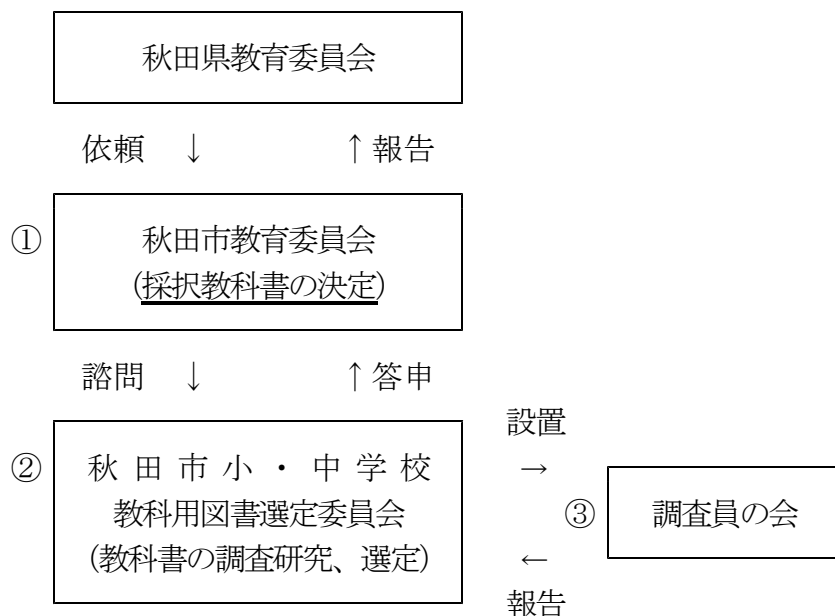 秋田県教育委員会
依頼 ↓ ↑報告
① 秋田市教育委員会
(採択教科書の決定)
諮問 ↓ ↑答申
設置
② 秋田市小・中学校
→
教科用図書選定委員会
③ 調査員の会
(教科書の調査研究、選定)
←
報告